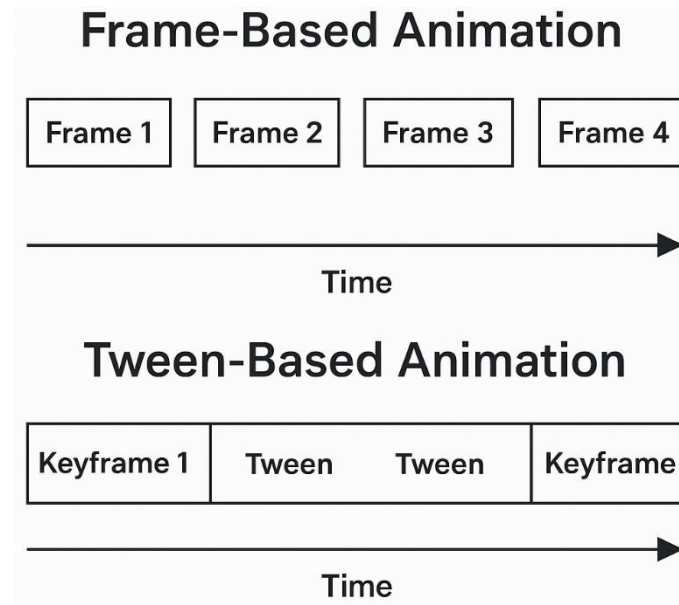 Frame-Based Animation
Frame 1 Frame 2 Frame 3 Frame 4
Time
Tween-Based Animation
Keyframe 1 Tween Tween Keyframe
Time